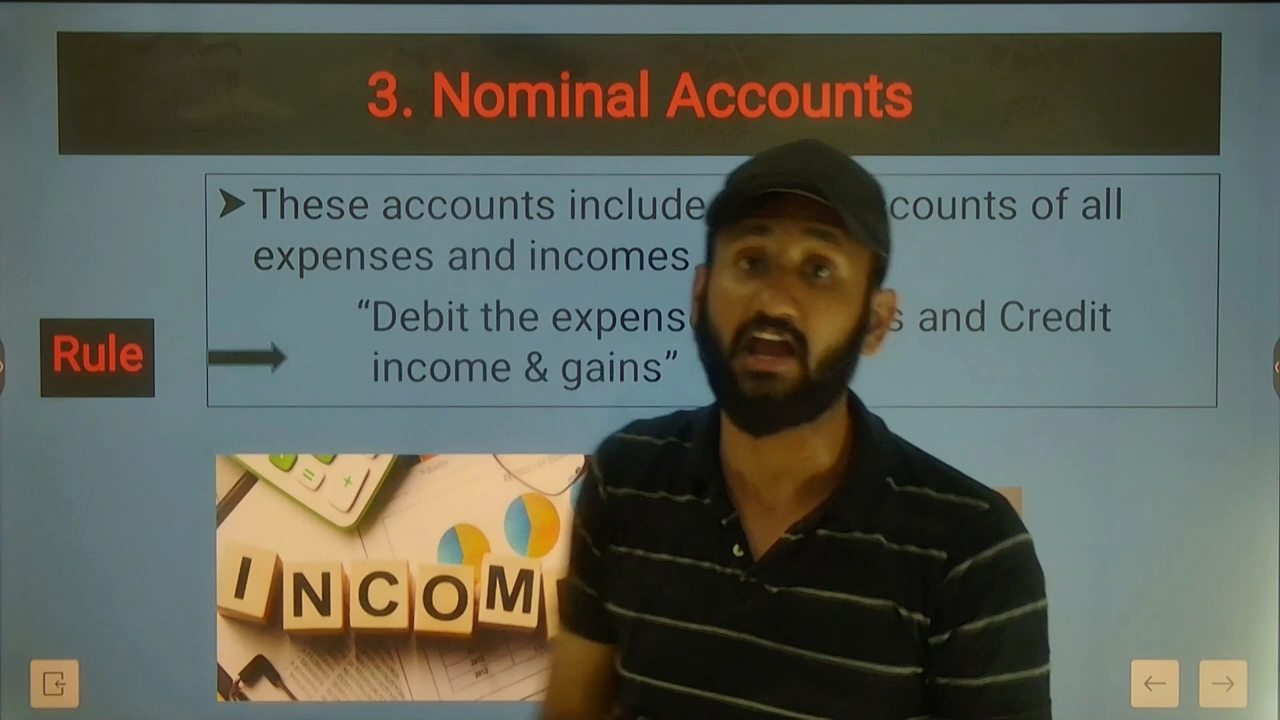 3. Nominal Accounts
➤These accounts include counts of all
expenses and incomes
Rule
“Debit the expens s and Credit
income & gains”
INCOM